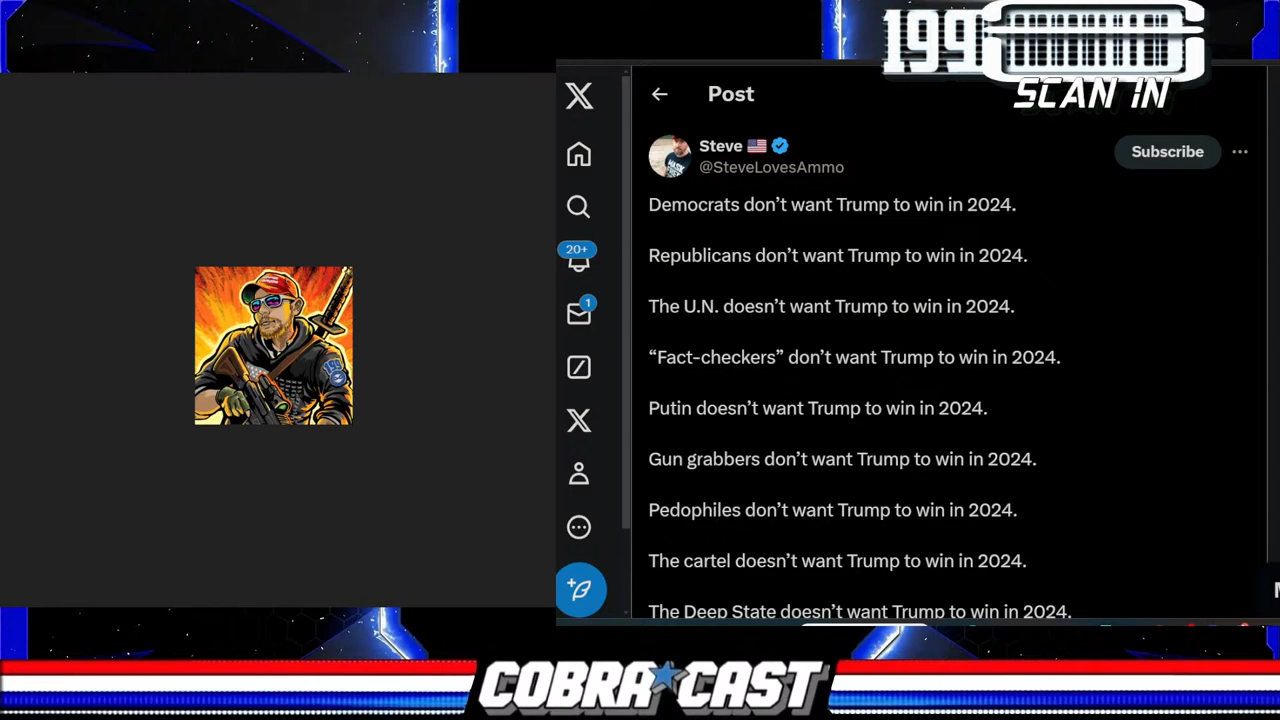 199
SCAN IN
Post
Steve 🇺🇸
@SteveLovesAmmo
Subscribe
20+
1
Democrats don’t want Trump to win in 2024.
Republicans don’t want Trump to win in 2024.
The U.N. doesn’t want Trump to win in 2024.
“Fact-checkers” don’t want Trump to win in 2024.
Putin doesn’t want Trump to win in 2024.
Gun grabbers don’t want Trump to win in 2024.
Pedophiles don’t want Trump to win in 2024.
The cartel doesn’t want Trump to win in 2024.
The Deep State doesn’t want Trump to win in 2024.
199
COBRA CAST